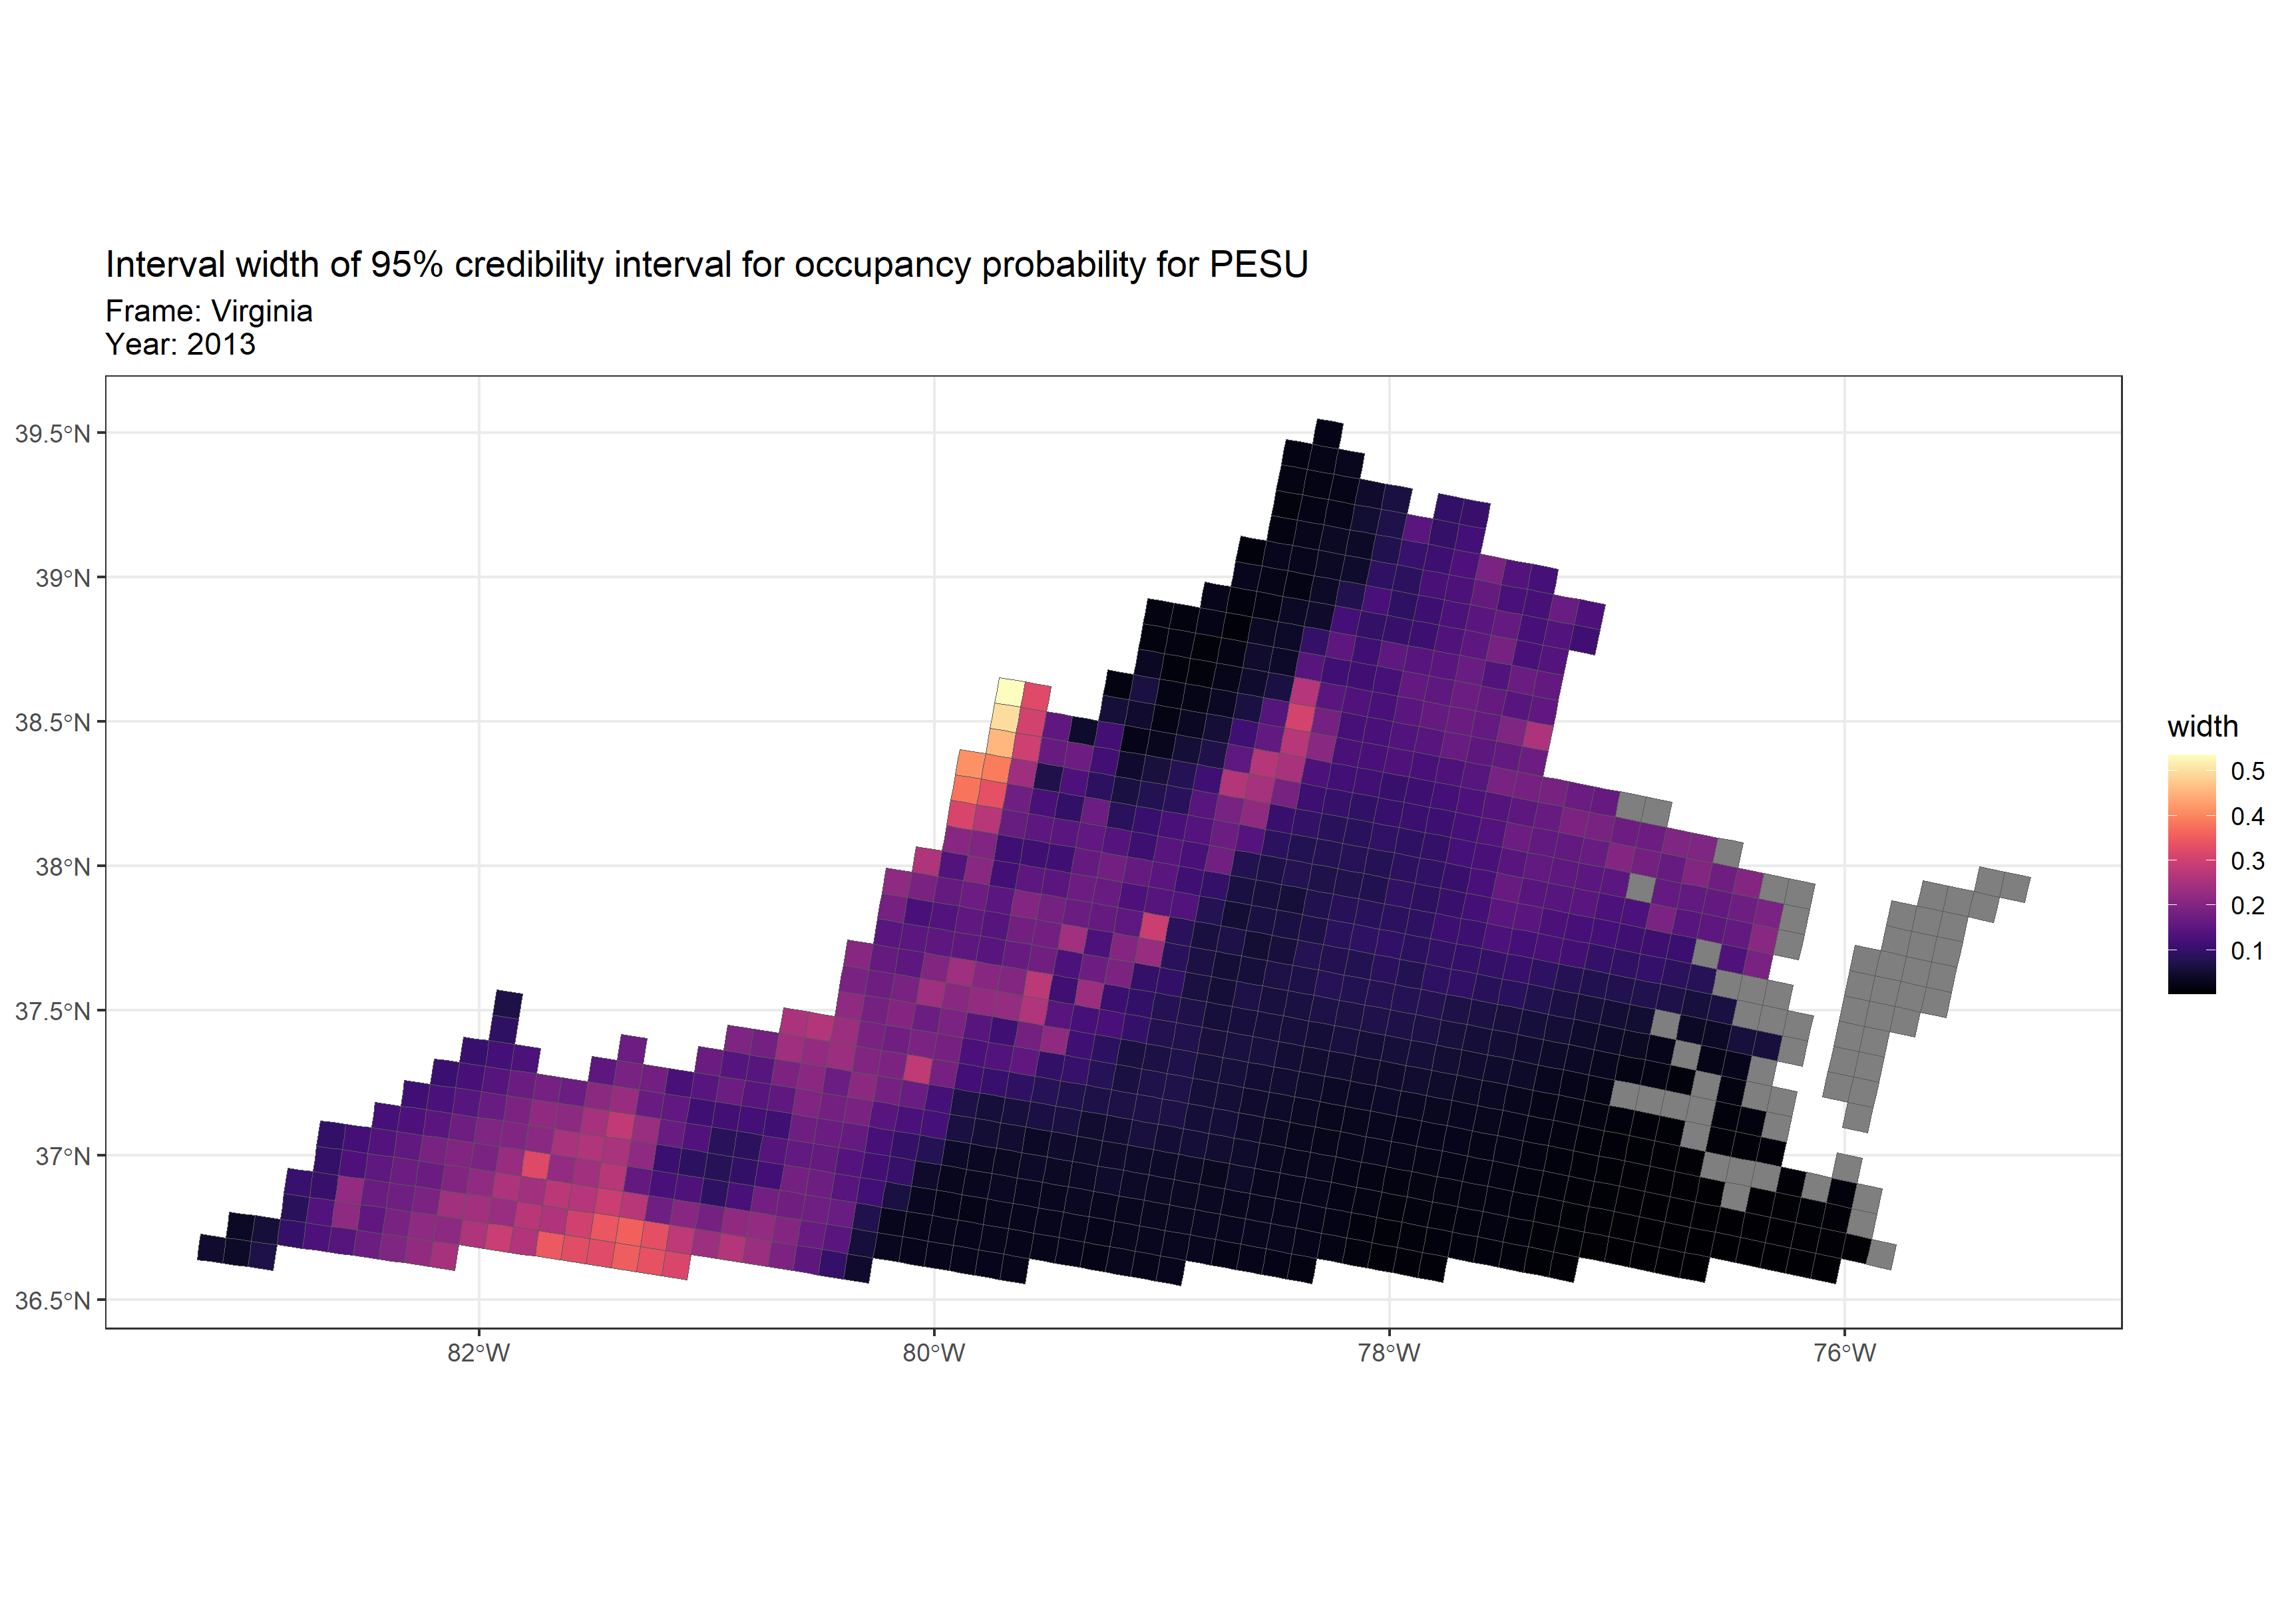 Interval width of 95% credibility interval for occupancy probability for PESU
Frame: Virginia
Year: 2013
39.5°N
39°N
38.5°N
38°N
37.5°N
37°N
36.5°N
82°W
80°W
78°W
76°W
width
0.5
0.4
0.3
0.2
0.1